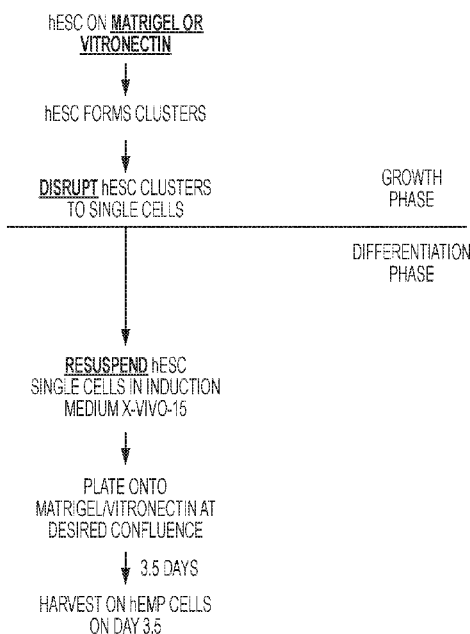 hESC ON MATRIGEL OR
VITRONECTIN
hESC FORMS CLUSTERS
DISRUPT hESC CLUSTERS
TO SINGLE CELLS
GROWTH
PHASE
DIFFERENTIATION
PHASE
RESUSPEND hESC
SINGLE CELLS IN INDUCTION
MEDIUM X-VIVO-15
PLATE ONTO
MATRIGEL/VITRONECTIN AT
DESIRED CONFLUENCE
3.5 DAYS
HARVEST ON hEMP CELLS
ON DAY 3.5